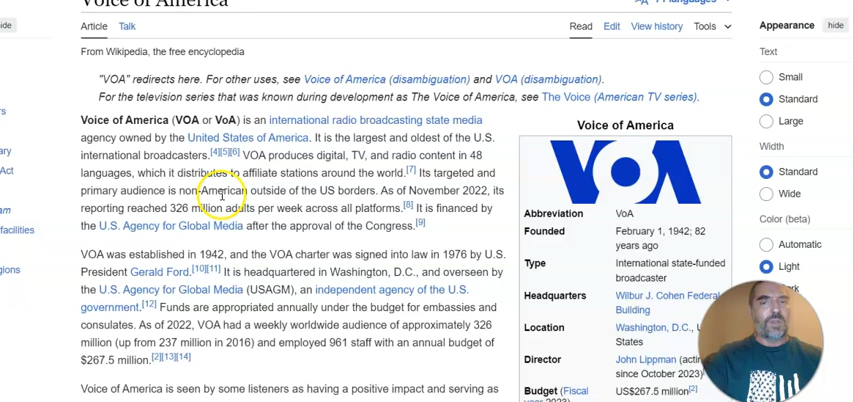 Voice of America
Languages
ide
Article Talk Read Edit View history Tools
Appearance hide
From Wikipedia, the free encyclopedia
Text
"VOA" redirects here. For other uses, see Voice of America (disambiguation) and VOA (disambiguation).
For the television series that was known during development as The Voice of America, see The Voice (American TV series).
Small
Standard
Large
Voice of America (VOA or VoA) is an international radio broadcasting state media
agency owned by the United States of America. It is the largest and oldest of the U.S.
international broadcasters.[4][5][6] VOA produces digital, TV, and radio content in 48
languages, which it distributes to affiliate stations around the world.[7] Its targeted and
primary audience is non-American outside of the US borders. As of November 2022, its
reporting reached 326 million adults per week across all platforms.[8] It is financed by
the U.S. Agency for Global Media after the approval of the Congress.[9]
VOA was established in 1942, and the VOA charter was signed into law in 1976 by U.S.
President Gerald Ford.[10][11] It is headquartered in Washington, D.C., and overseen by
the U.S. Agency for Global Media (USAGM), an independent agency of the U.S.
government.[12] Funds are appropriated annually under the budget for embassies and
consulates. As of 2022, VOA had a weekly worldwide audience of approximately 326
million (up from 237 million in 2016) and employed 961 staff with an annual budget of
$267.5 million.[2][13][14]
Voice of America is seen by some listeners as having a positive impact and serving as
Voice of America
VOA
Abbreviation VoA
Founded February 1, 1942; 82
years ago
Type International state-funded
broadcaster
Headquarters Wilbur J. Cohen Federal
Building
Location Washington, D.C., U
States
Director John Lippman (acti
since October 2023)
Budget (Fiscal US$267.5 million[2]
year 2023)
Width
Standard
Wide
Color (beta)
Automatic
Light
ark
s
ary
Act
m
facilities
gions